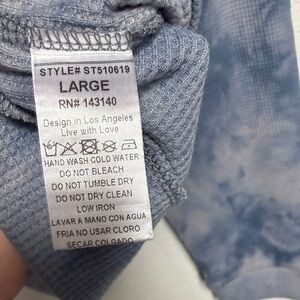 STYLE# ST510619
LARGE
RN# 143140
Design in Los Angeles
Live with Love
HAND WASH COLD WATER
DO NOT BLEACH
DO NOT TUMBLE DRY
DO NOT DRY CLEAN
LOW IRON
LAVAR A MANO CON AGUA
FRIA NO USAR CLORO
SECAR COLGADO